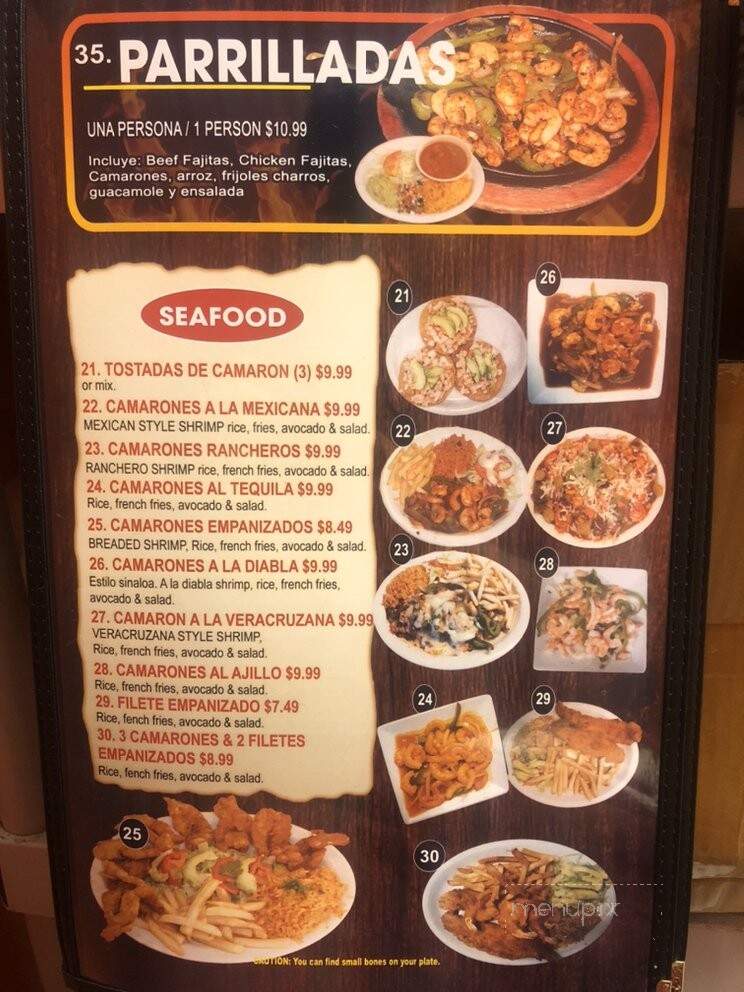 35. PARRILLADAS
UNA PERSONA / 1 PERSON $10.99
Incluye: Beef Fajitas, Chicken Fajitas,
Camarones, arroz, frijoles charros,
guacamole y ensalada
SEAFOOD
21. TOSTADAS DE CAMARON (3) $9.99
or mix.
22. CAMARONES A LA MEXICANA $9.99
MEXICAN STYLE SHRIMP rice, fries, avocado & salad.
23. CAMARONES RANCHEROS $9.99
RANCHERO SHRIMP rice, french fries, avocado & salad.
24. CAMARONES AL TEQUILA $9.99
Rice, french fries, avocado & salad.
25. CAMARONES EMPANIZADOS $8.49
BREADED SHRIMP, Rice, french fries, avocado & salad.
26. CAMARONES A LA DIABLA $9.99
Estilo sinaloa. A la diabla shrimp, rice, french fries,
avocado & salad.
27. CAMARON A LA VERACRUZANA $9.99
VERACRUZANA STYLE SHRIMP,
Rice, french fries, avocado & salad.
28. CAMARONES AL AJILLO $9.99
Rice, french fries, avocado & salad.
29. FILETE EMPANIZADO $7.49
Rice, fench fries, avocado & salad.
30. 3 CAMARONES & 2 FILETES
EMPANIZADOS $8.99
Rice, fench fries, avocado & salad.
21
26
22
27
23
28
24
29
25
30
menupix
CAUTION: You can find small bones on your plate.